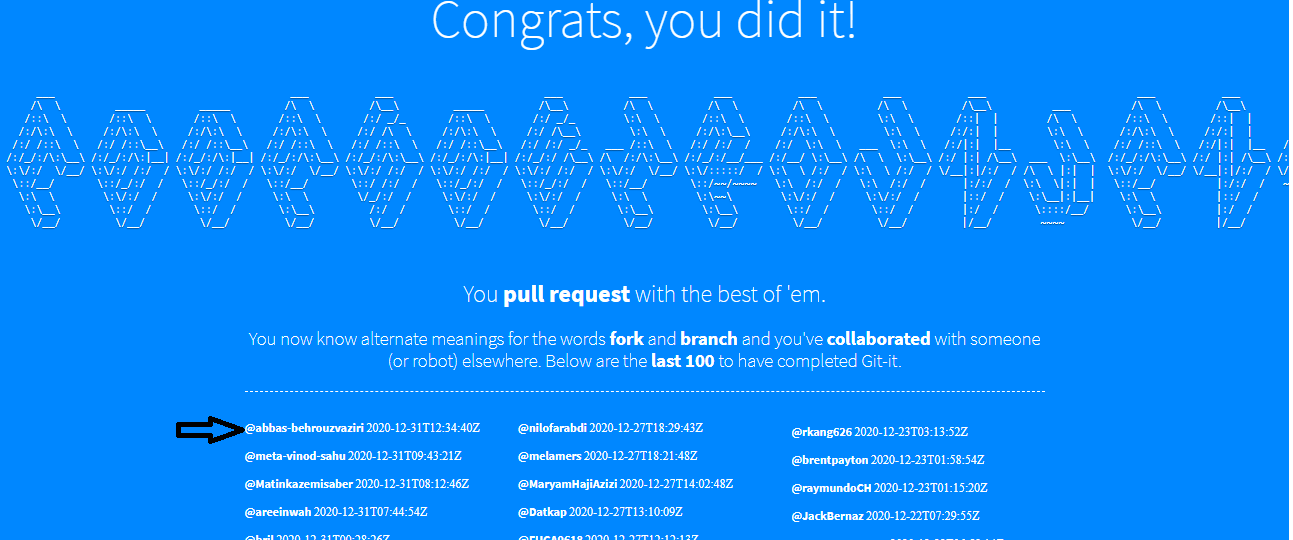 Congrats, you did it!
You pull request with the best of 'em.
You now know alternate meanings for the words fork and branch and you've collaborated with someone
(or robot) elsewhere. Below are the last 100 to have completed Git-it.
@abbas-behrouzvaziri 2020-12-31T12:34:40Z
@meta-vinod-sahu 2020-12-31T09:43:21Z
@Matinkazemisaber 2020-12-31T08:12:46Z
@areeinwah 2020-12-31T07:44:54Z
@nilofarabdi 2020-12-27T18:29:43Z
@melamers 2020-12-27T18:21:48Z
@MaryamHajiAzizi 2020-12-27T14:02:48Z
@Datkap 2020-12-27T13:10:09Z
@rkang626 2020-12-23T03:13:52Z
@brentpayton 2020-12-23T01:58:54Z
@raymundoCH 2020-12-23T01:15:20Z
@JackBernaz 2020-12-22T07:29:55Z